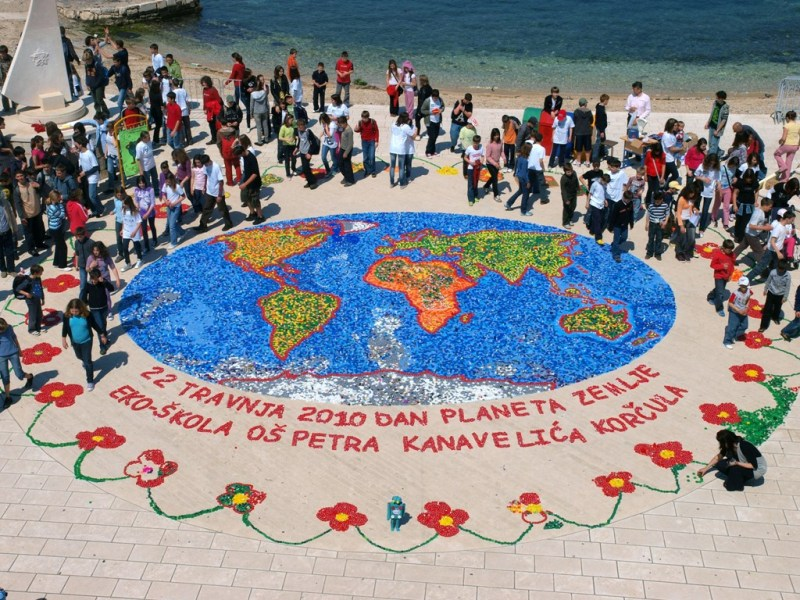 22 TRAVNJA 2010 DAN PLANETA ZEMLJE
EKO-ŠKOLA OŠ PETRA KANAVELIĆA KORČULA